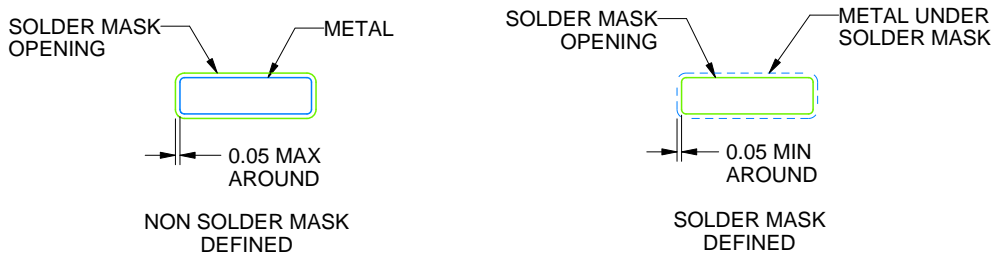 SOLDER MASK
OPENING
METAL
0.05 MAX
AROUND
NON SOLDER MASK
DEFINED
SOLDER MASK
OPENING
METAL UNDER
SOLDER MASK
0.05 MIN
AROUND
SOLDER MASK
DEFINED